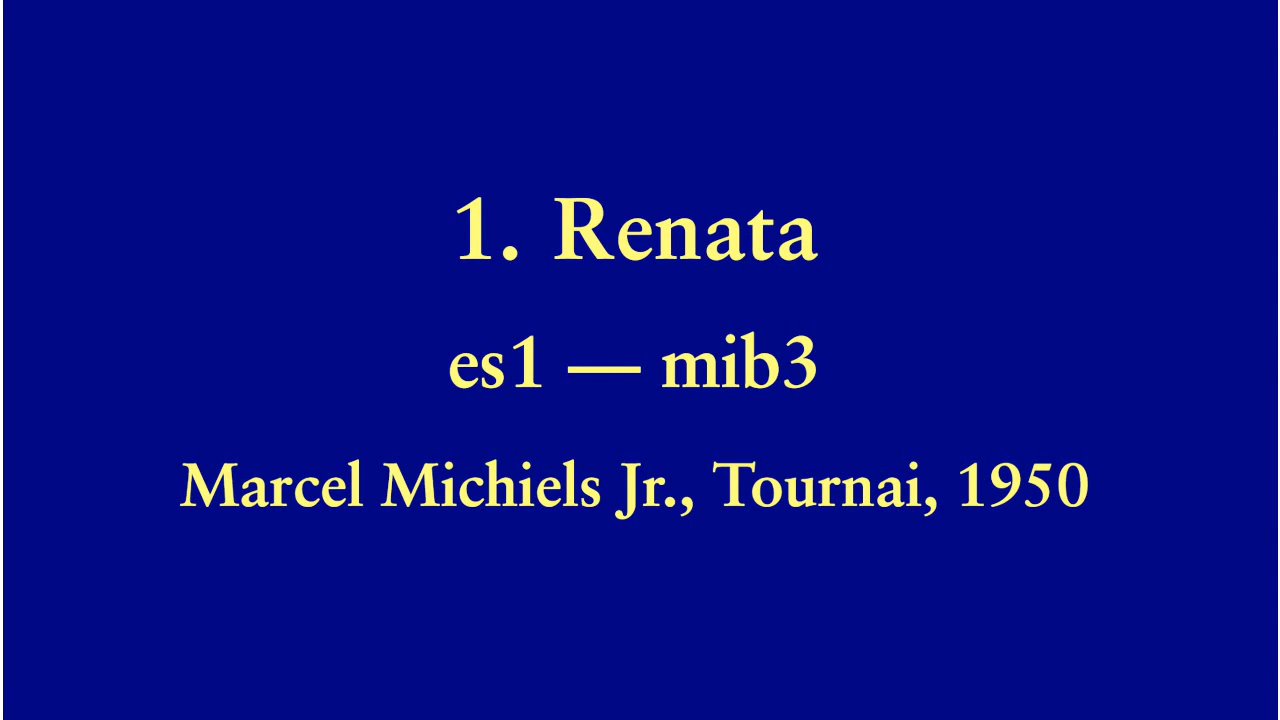 1. Renata
es1 — mib3
Marcel Michiels Jr., Tournai, 1950